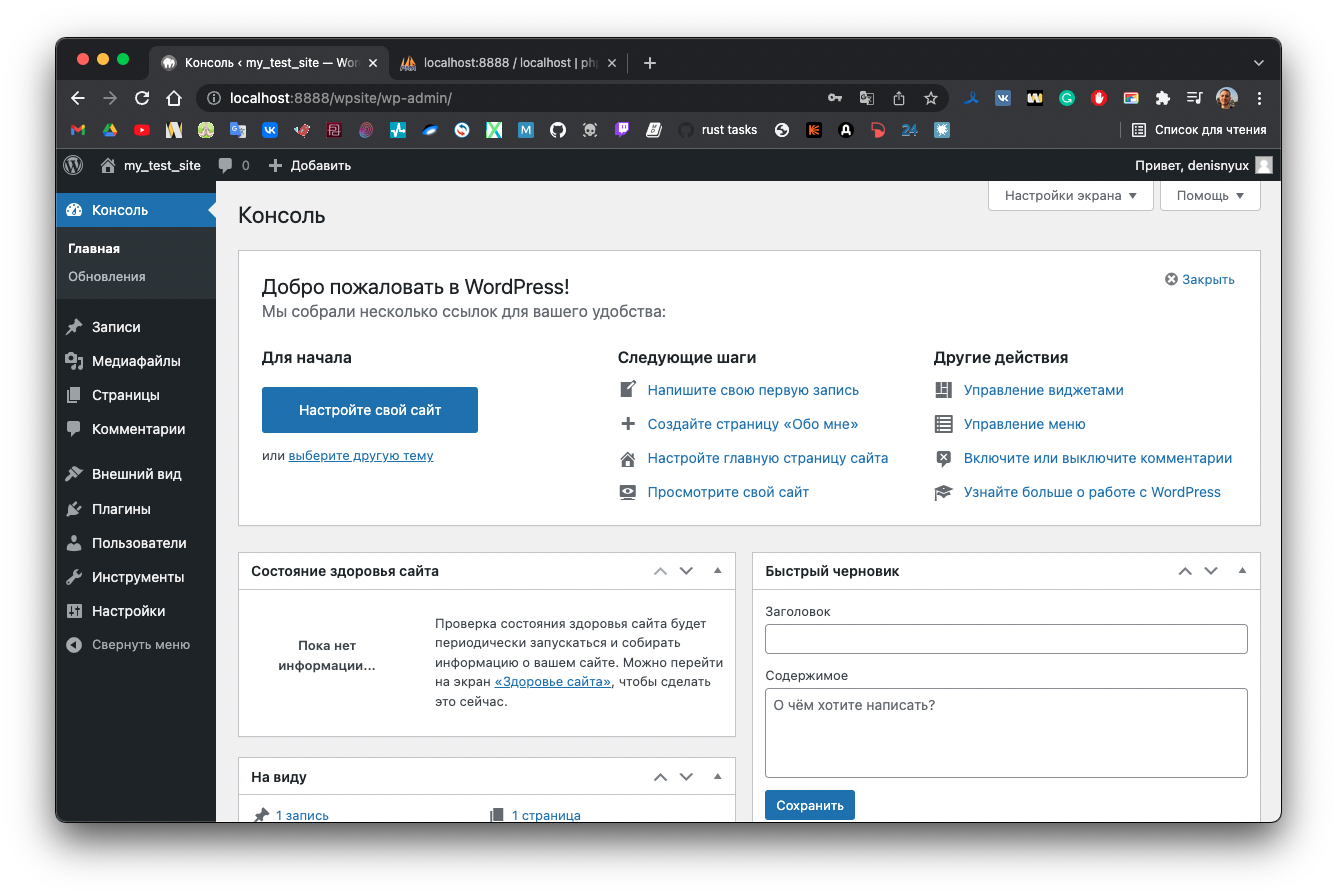 Консоль ‹ my_test_site — Wor
localhost:8888 / localhost | php
localhost:8888/wpsite/wp-admin/
rust tasks
24
Список для чтения
my_test_site
0
Добавить
Привет, denisnyux
Консоль
Главная
Обновления
Записи
Медиафайлы
Страницы
Комментарии
Внешний вид
Плагины
Пользователи
Инструменты
Настройки
Свернуть меню
Настройки экрана
Помощь
Консоль
Добро пожаловать в WordPress!
Закрыть
Мы собрали несколько ссылок для вашего удобства:
Для начала
Настройте свой сайт
или выберите другую тему
Следующие шаги
Напишите свою первую запись
Создайте страницу «Обо мне»
Настройте главную страницу сайта
Просмотрите свой сайт
Другие действия
Управление виджетами
Управление меню
Включите или выключите комментарии
Узнайте больше о работе с WordPress
Состояние здоровья сайта
Пока нет
информации...
Проверка состояния здоровья сайта будет
периодически запускаться и собирать
информацию о вашем сайте. Можно перейти
на экран «Здоровье сайта», чтобы сделать
это сейчас.
На виду
1 запись
1 страница
Быстрый черновик
Заголовок
Содержимое
О чём хотите написать?
Сохранить